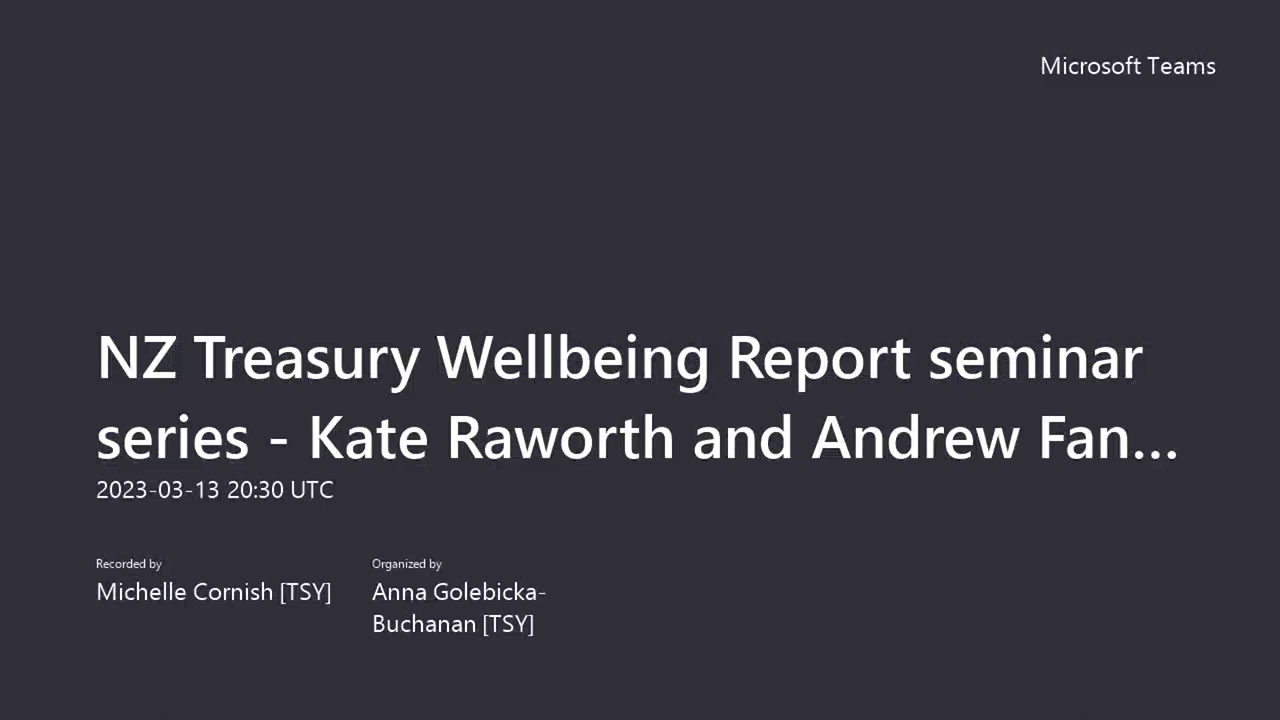 Microsoft Teams
NZ Treasury Wellbeing Report seminar
series - Kate Raworth and Andrew Fan...
2023-03-13 20:30 UTC
Recorded by
Michelle Cornish [TSY]
Organized by
Anna Golebicka-
Buchanan [TSY]